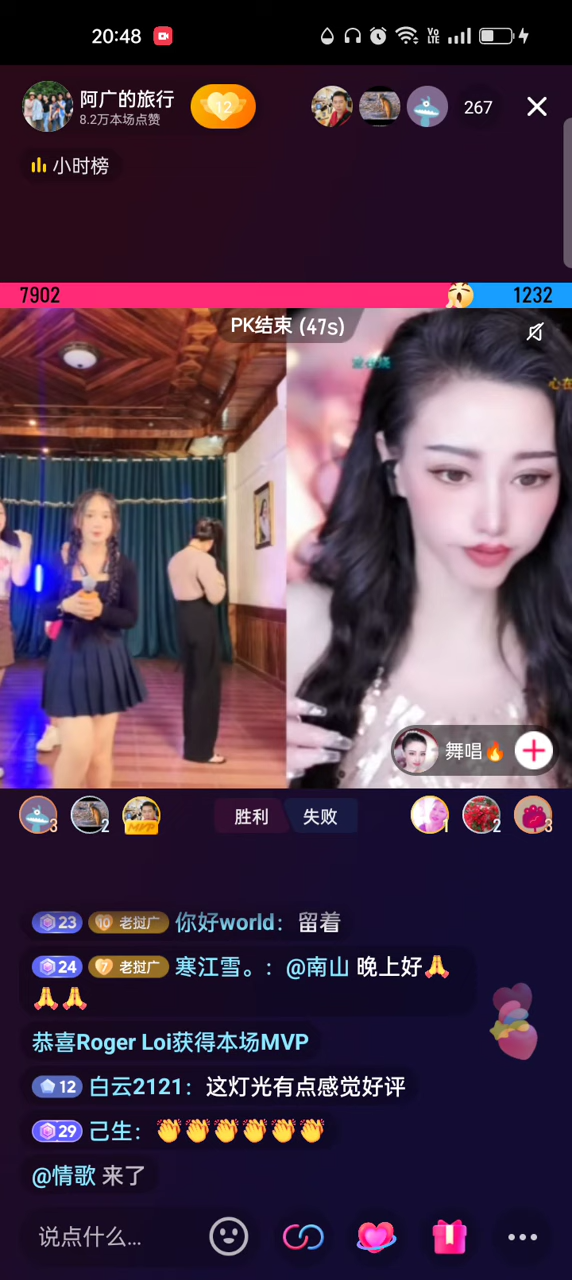 20:48
Vo
LTE
阿广的旅行
8.2万本场点赞
12
267
小时榜
7902
1232
PK结束 (47s)
心在
舞唱🔥
3
2
MVP
胜利
失败
1
2
3
23 10 老挝广 你好world： 留着
24 7 老挝广 寒江雪。： @南山 晚上好🙏
🙏🙏
恭喜Roger Loi获得本场MVP
12 白云2121： 这灯光有点感觉好评
29 己生： 👏👏👏👏👏👏
@情歌 来了
说点什么...